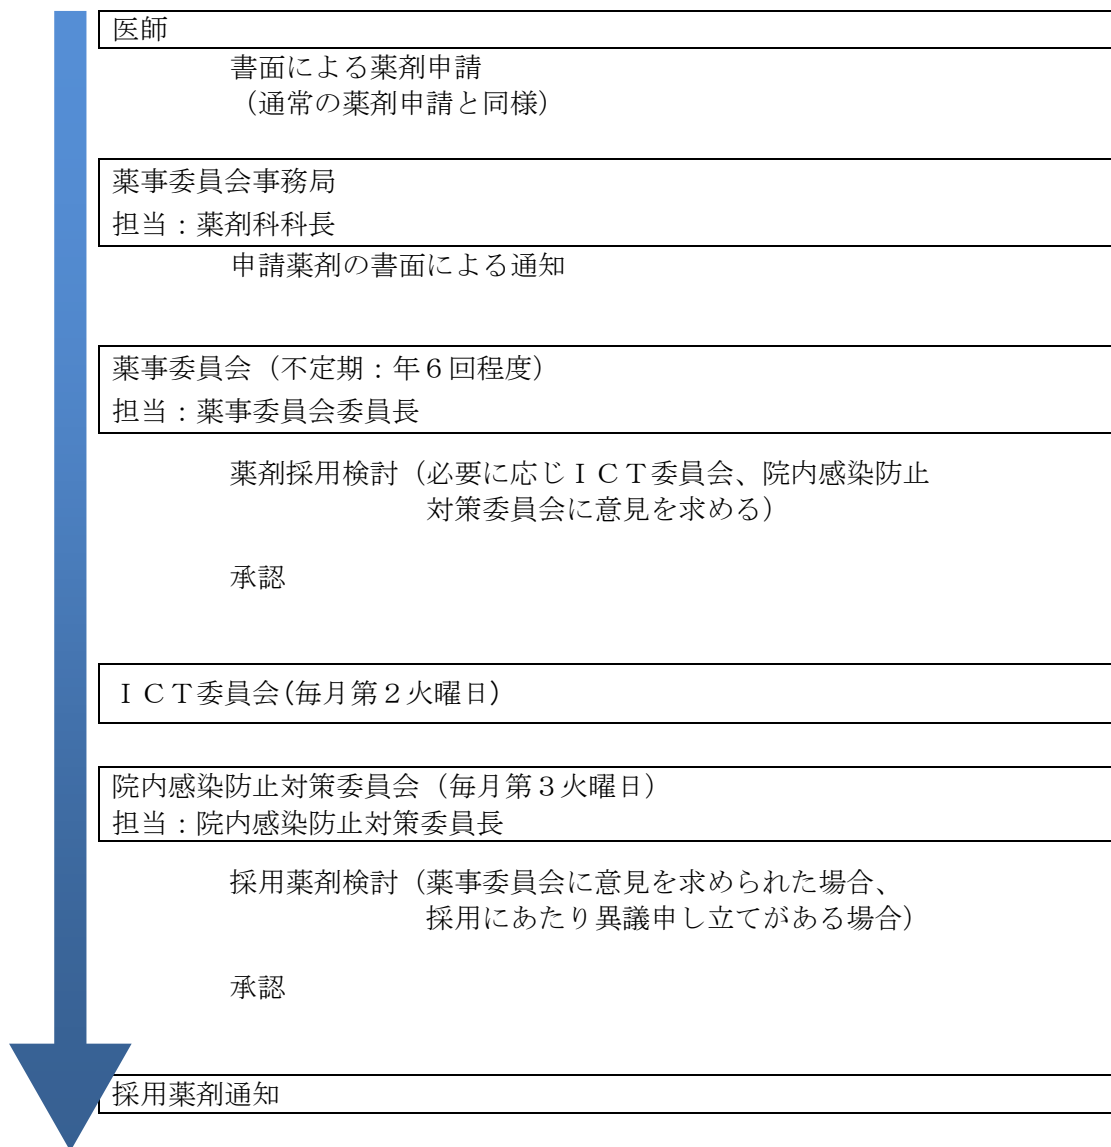 医師
書面による薬剤申請
(通常の薬剤申請と同様)
薬事委員会事務局
担当：薬剤科科長
申請薬剤の書面による通知
薬事委員会（不定期：年６回程度）
担当：薬事委員会委員長
薬剤採用検討（必要に応じＩＣＴ委員会、院内感染防止
対策委員会に意見を求める）
承認
ＩＣＴ委員会(毎月第２火曜日)
院内感染防止対策委員会（毎月第３火曜日）
担当：院内感染防止対策委員長
採用薬剤検討（薬事委員会に意見を求められた場合、
採用にあたり異議申し立てがある場合）
承認
採用薬剤通知